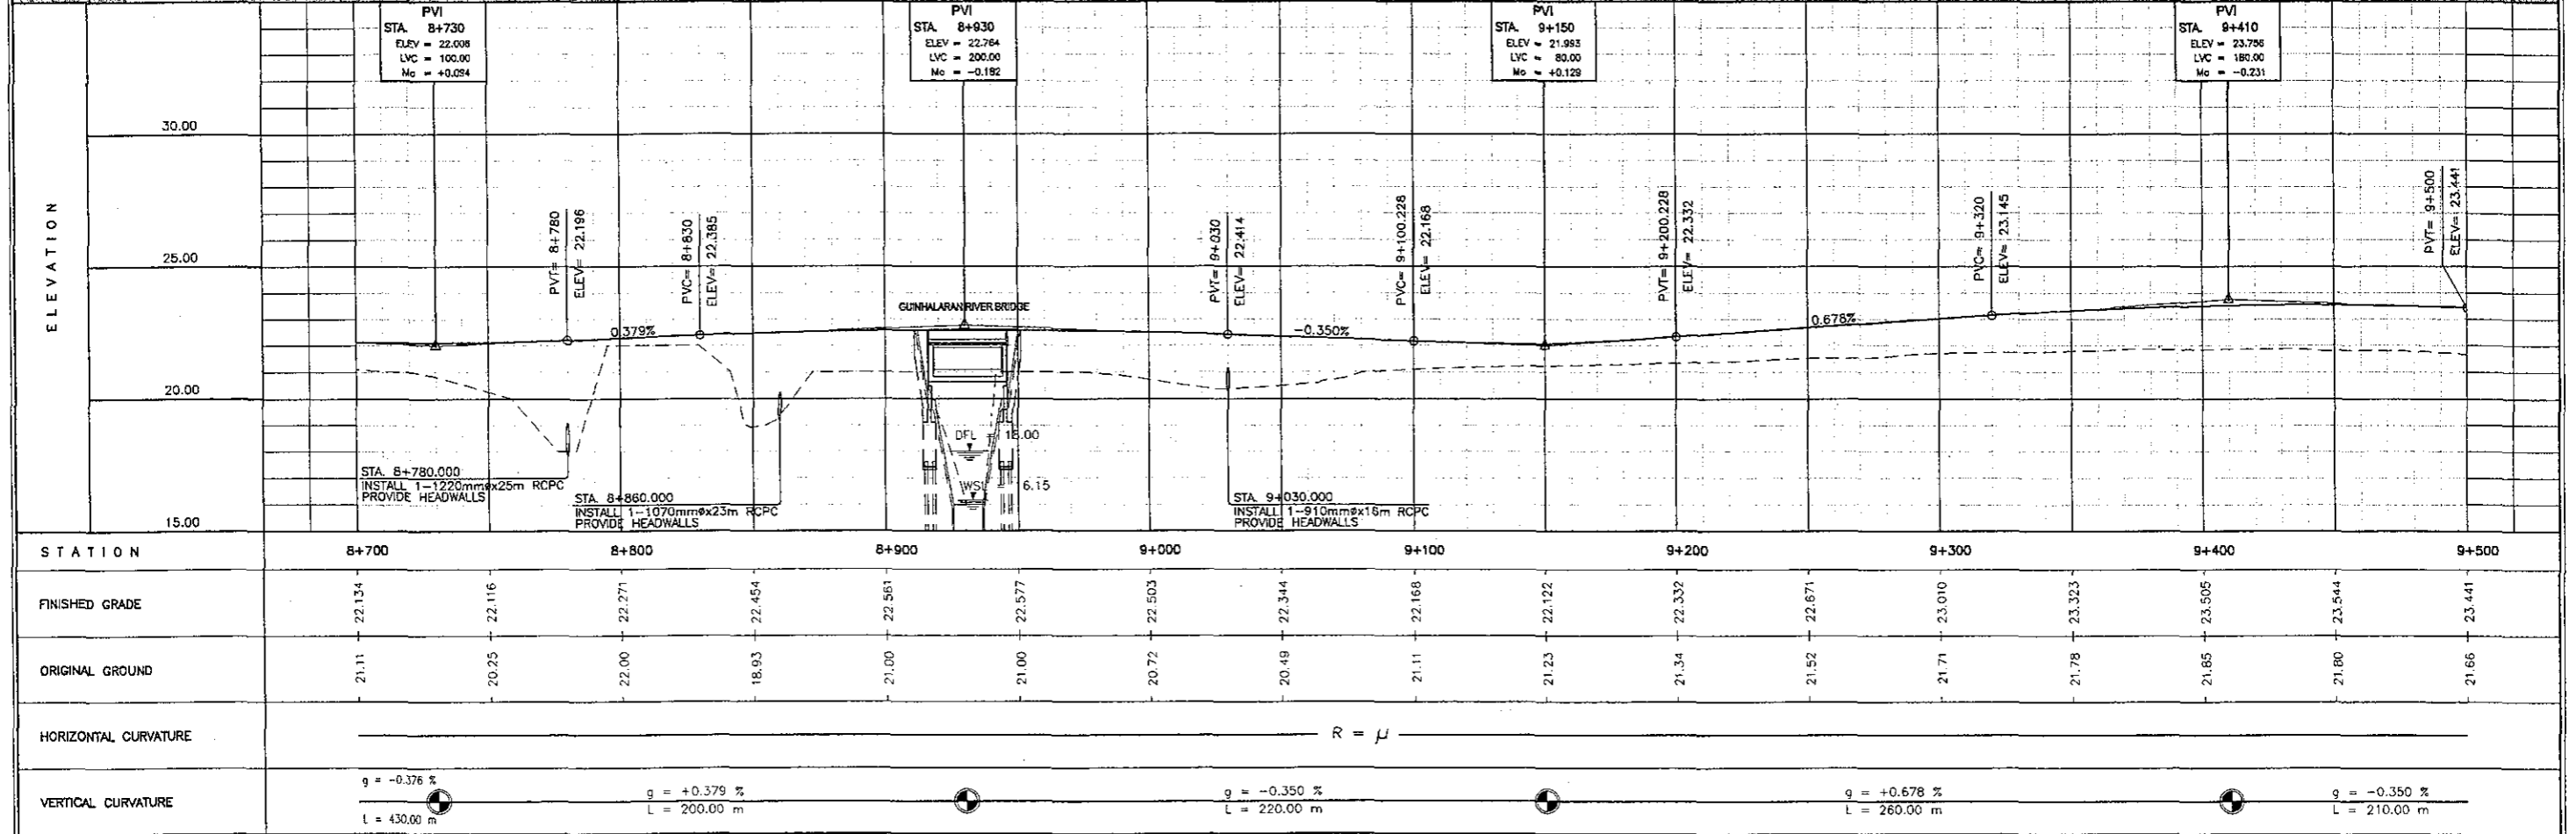 PVI
STA. 8+730
ELEV = 22.006
LVC = 100.00
Mo = +0.094
PVI
STA. 8+930
ELEV = 22.764
LVC = 200.00
Mo = -0.182
PVI
STA. 9+150
ELEV = 21.993
LVC = 80.00
Mo = +0.129
PVI
STA. 9+410
ELEV = 23.756
LVC = 180.00
Mo = -0.231
ELEVATION
30.00
25.00
20.00
15.00
PVT= 8+780
ELEV= 22.196
PVC= 8+830
ELEV= 22.385
PVT= 9+030
ELEV= 22.414
PVC= 9+100.228
ELEV= 22.168
PVT= 9+200.228
ELEV= 22.332
PVC= 9+320
ELEV= 23.145
PVT= 9+500
ELEV= 23.441
GUINHALARAN RIVER BRIDGE
0.379%
-0.350%
0.678%
DFL = 18.00
WSL = 6.15
STA. 8+780.000
INSTALL 1-1220mmøx25m RCPC
PROVIDE HEADWALLS
STA. 8+860.000
INSTALL 1-1070mmøx23m RCPC
PROVIDE HEADWALLS
STA. 9+030.000
INSTALL 1-910mmøx16m RCPC
PROVIDE HEADWALLS
STATION 8+700 8+800 8+900 9+000 9+100 9+200 9+300 9+400 9+500
FINISHED GRADE 22.134 22.116 22.271 22.454 22.561 22.577 22.503 22.344 22.168 22.122 22.332 22.671 23.010 23.323 23.505 23.544 23.441
ORIGINAL GROUND 21.11 20.25 22.00 18.93 21.00 21.00 20.72 20.49 21.11 21.23 21.34 21.52 21.71 21.78 21.85 21.80 21.66
HORIZONTAL CURVATURE R = μ
VERTICAL CURVATURE
g = -0.376 %
L = 430.00 m
g = +0.379 %
L = 200.00 m
g = -0.350 %
L = 220.00 m
g = +0.678 %
L = 260.00 m
g = -0.350 %
L = 210.00 m